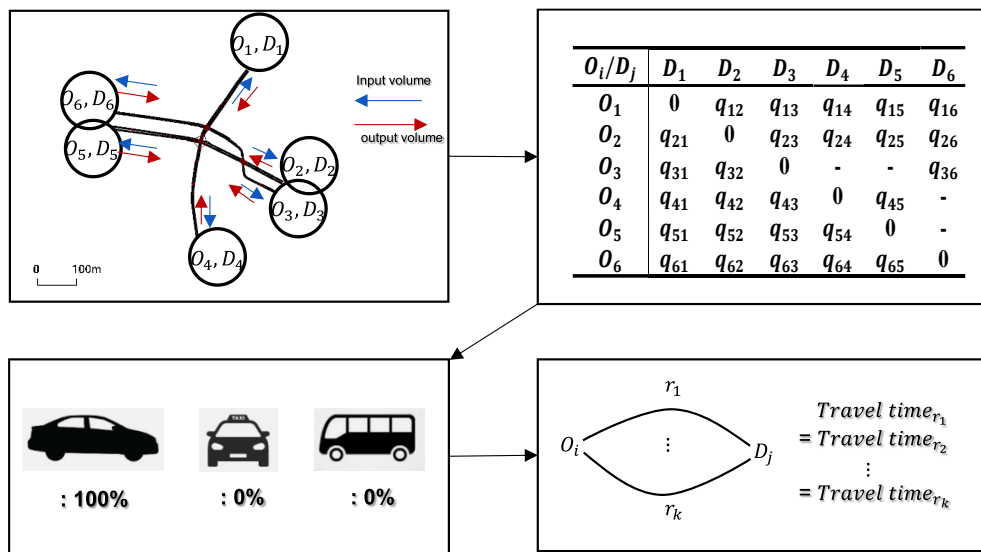 O₁, D₁
Input volume
output volume
O₆, D₆
O₅, D₅
O₂, D₂
O₃, D₃
O₄, D₄
0 100m
Oᵢ/Dⱼ D₁ D₂ D₃ D₄ D₅ D₆
O₁ 0 q₁₂ q₁₃ q₁₄ q₁₅ q₁₆
O₂ q₂₁ 0 q₂₃ q₂₄ q₂₅ q₂₆
O₃ q₃₁ q₃₂ 0 - - q₃₆
O₄ q₄₁ q₄₂ q₄₃ 0 q₄₅ -
O₅ q₅₁ q₅₂ q₅₃ q₅₄ 0 -
O₆ q₆₁ q₆₂ q₆₃ q₆₄ q₆₅ 0
TAXI
: 100% : 0% : 0%
r₁
Oᵢ ⋮ Dⱼ
rₖ
Travel time_r₁
= Travel time_r₂
⋮
= Travel time_rₖ